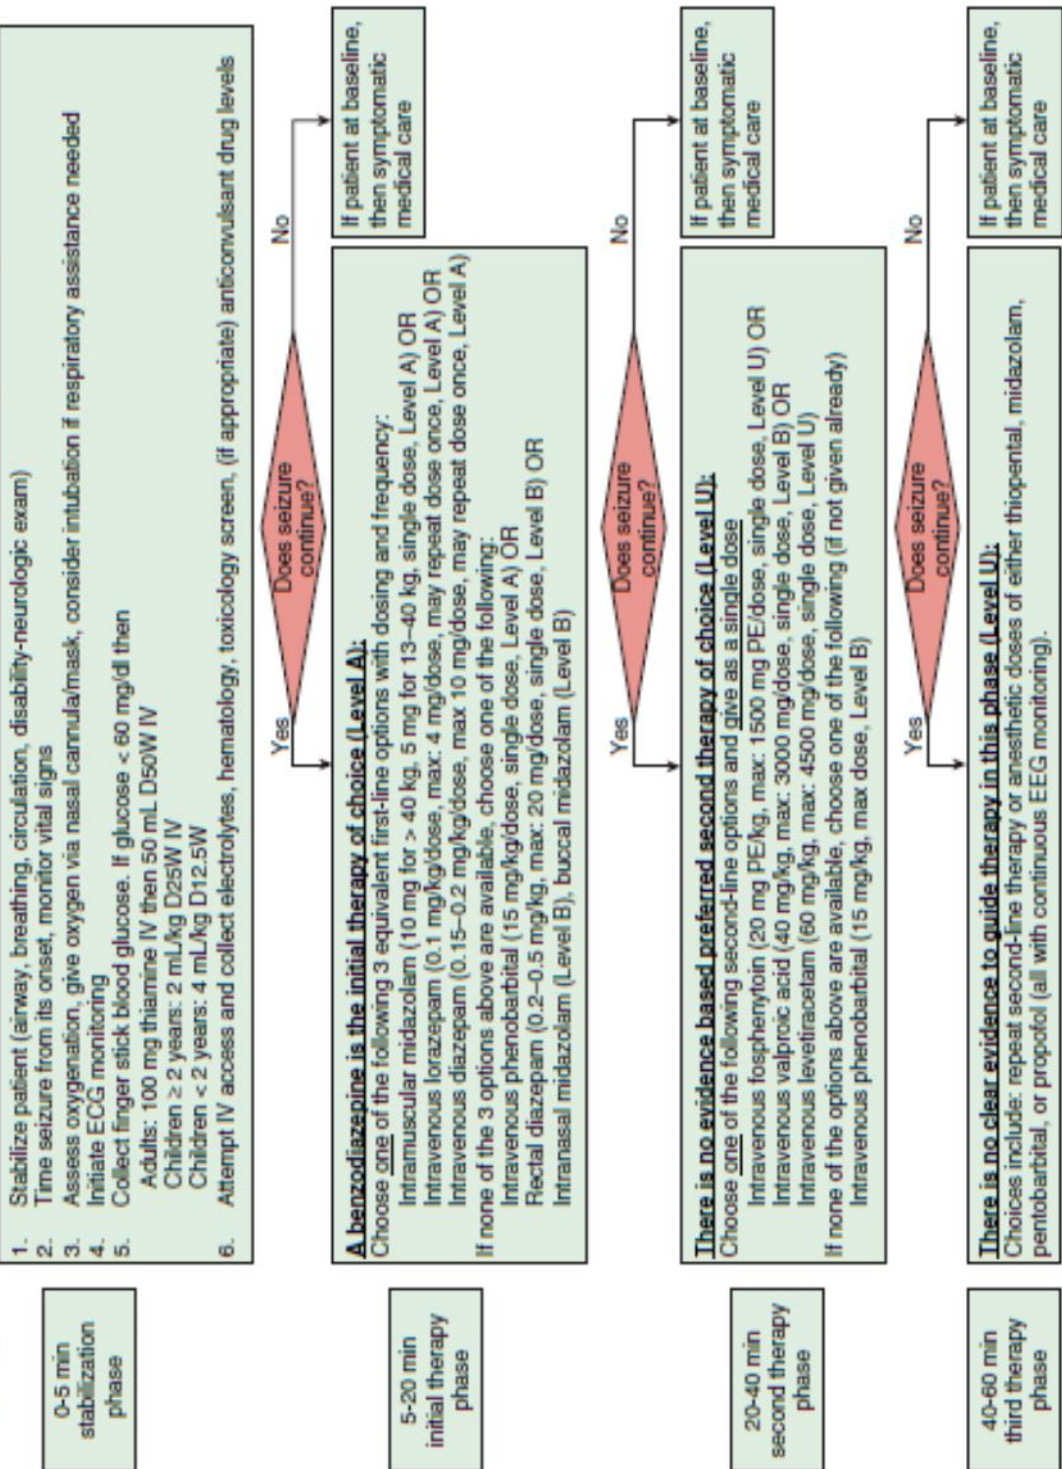 0-5 min
stabilization
phase
1. Stabilize patient (airway, breathing, circulation, disability-neurologic exam)
2. Time seizure from its onset, monitor vital signs
3. Assess oxygenation, give oxygen via nasal cannula/mask, consider intubation if respiratory assistance needed
4. Initiate ECG monitoring
5. Collect finger stick blood glucose. If glucose < 60 mg/dl then
Adults: 100 mg thiamine IV then 50 mL D50W IV
Children ≥ 2 years: 2 mL/kg D25W IV
Children < 2 years: 4 mL/kg D12.5W
6. Attempt IV access and collect electrolytes, hematology, toxicology screen, (if appropriate) anticonvulsant drug levels
Does seizure
continue?
Yes
No
If patient at baseline,
then symptomatic
medical care
5-20 min
initial therapy
phase
A benzodiazepine is the initial therapy of choice (Level A):
Choose one of the following 3 equivalent first-line options with dosing and frequency:
Intramuscular midazolam (10 mg for > 40 kg, 5 mg for 13–40 kg, single dose, Level A) OR
Intravenous lorazepam (0.1 mg/kg/dose, max: 4 mg/dose, may repeat dose once, Level A) OR
Intravenous diazepam (0.15–0.2 mg/kg/dose, max 10 mg/dose, may repeat dose once, Level A)
If none of the 3 options above are available, choose one of the following:
Intravenous phenobarbital (15 mg/kg/dose, single dose, Level A) OR
Rectal diazepam (0.2–0.5 mg/kg, max: 20 mg/dose, single dose, Level B) OR
Intranasal midazolam (Level B), buccal midazolam (Level B)
Does seizure
continue?
Yes
No
If patient at baseline,
then symptomatic
medical care
20-40 min
second therapy
phase
There is no evidence based preferred second therapy of choice (Level U):
Choose one of the following second-line options and give as a single dose
Intravenous fosphenytoin (20 mg PE/kg, max: 1500 mg PE/dose, single dose, Level U) OR
Intravenous valproic acid (40 mg/kg, max: 3000 mg/dose, single dose, Level B) OR
Intravenous levetiracetam (60 mg/kg, max: 4500 mg/dose, single dose, Level U)
If none of the options above are available, choose one of the following (if not given already)
Intravenous phenobarbital (15 mg/kg, max dose, Level B)
Does seizure
continue?
Yes
No
If patient at baseline,
then symptomatic
medical care
40-60 min
third therapy
phase
There is no clear evidence to guide therapy in this phase (Level U):
Choices include: repeat second-line therapy or anesthetic doses of either thiopental, midazolam,
pentobarbital, or propofol (all with continuous EEG monitoring).